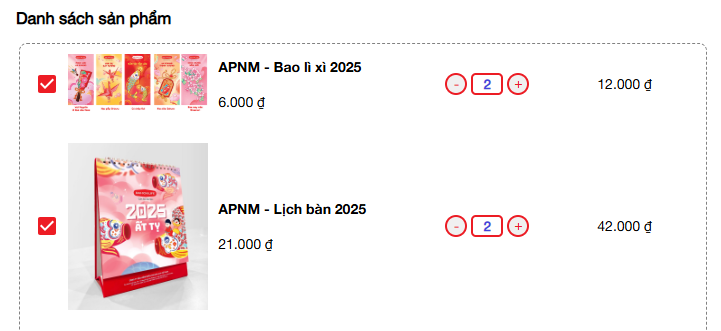 Danh sách sản phẩm
APNM - Bao lì xì 2025
6.000 ₫
-
2
+
12.000 ₫
2025
ẤT TỴ
APNM - Lịch bàn 2025
21.000 ₫
-
2
+
42.000 ₫